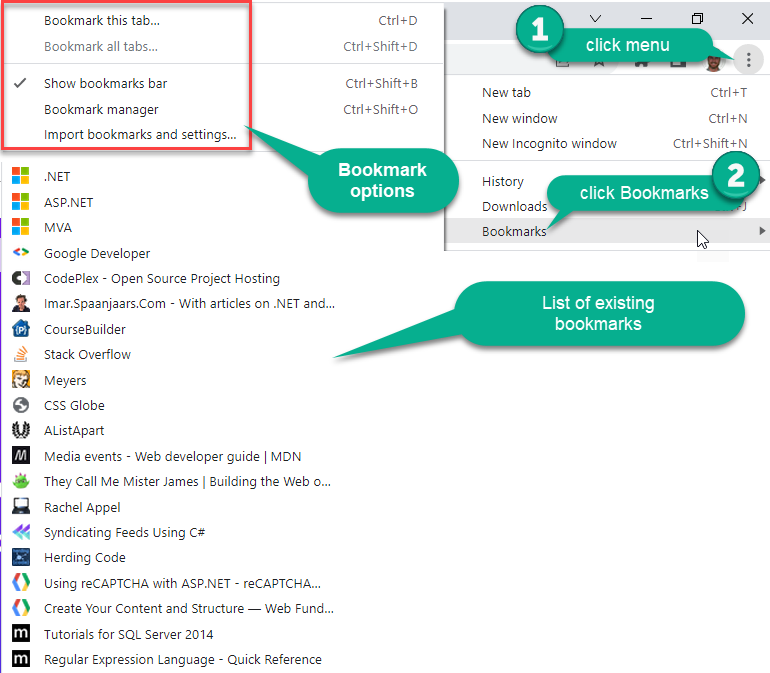 Bookmark this tab... Ctrl+D
Bookmark all tabs... Ctrl+Shift+D
Show bookmarks bar Ctrl+Shift+B
Bookmark manager Ctrl+Shift+O
Import bookmarks and settings...
Bookmark
options
1
click menu
New tab Ctrl+T
New window Ctrl+N
New Incognito window Ctrl+Shift+N
History
2
click Bookmarks
Downloads
Bookmarks
List of existing
bookmarks
.NET
ASP.NET
MVA
Google Developer
CodePlex - Open Source Project Hosting
Imar.Spaanjaars.Com - With articles on .NET and...
CourseBuilder
Stack Overflow
Meyers
CSS Globe
AListApart
Media events - Web developer guide | MDN
They Call Me Mister James | Building the Web o...
Rachel Appel
Syndicating Feeds Using C#
Herding Code
Using reCAPTCHA with ASP.NET - reCAPTCHA...
Create Your Content and Structure — Web Fund...
m Tutorials for SQL Server 2014
m Regular Expression Language - Quick Reference